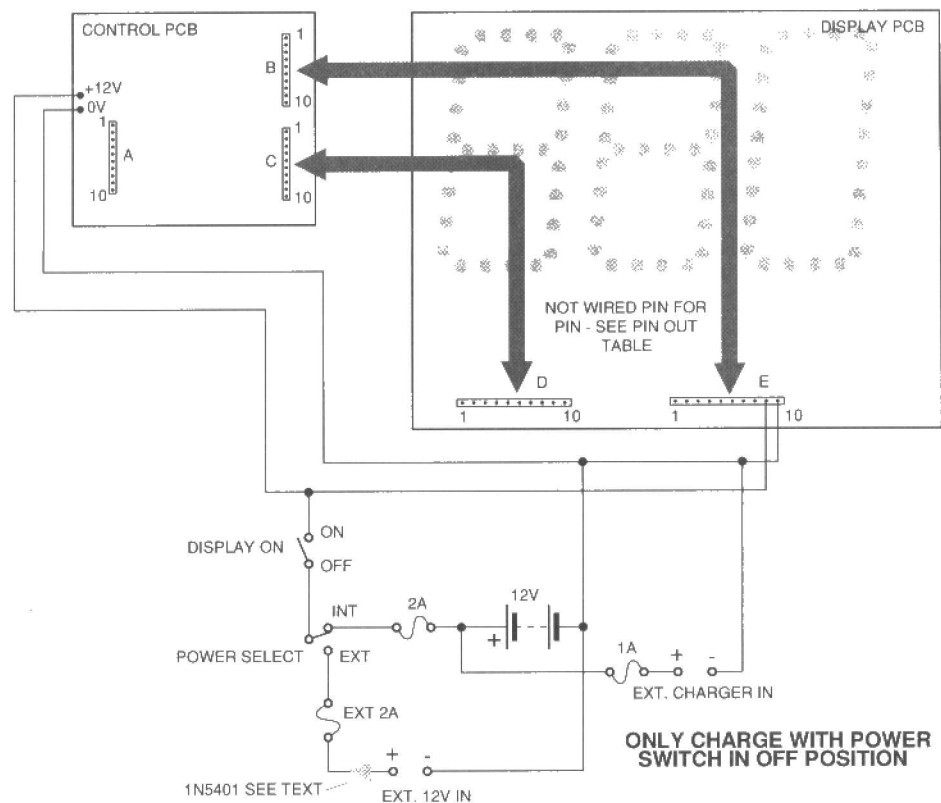 CONTROL PCB
DISPLAY PCB
1
B
10
+12V
0V
1
A
10
1
C
10
NOT WIRED PIN FOR
PIN - SEE PIN OUT
TABLE
D
1
10
E
1
10
DISPLAY ON
ON
OFF
INT
2A
12V
+
POWER SELECT
EXT
1A
+
-
EXT. CHARGER IN
EXT 2A
ONLY CHARGE WITH POWER
SWITCH IN OFF POSITION
+
-
1N5401 SEE TEXT
EXT. 12V IN